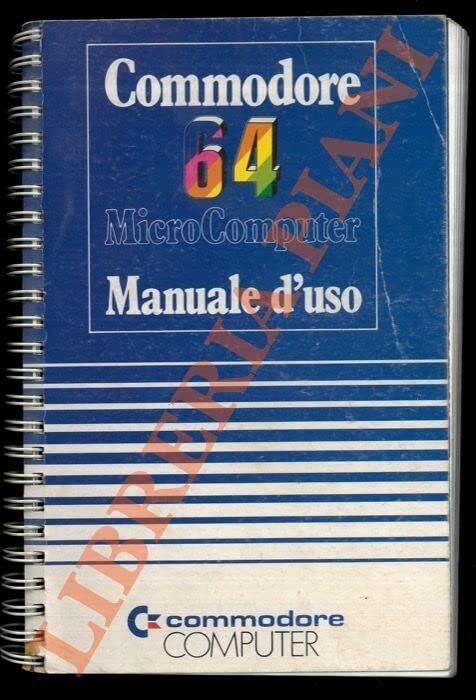 Commodore
64
MicroComputer
Manuale d'uso
LIBRERIA PIANI
commodore
COMPUTER